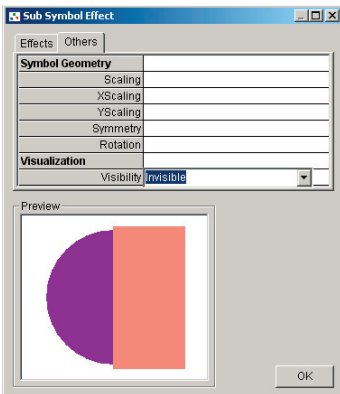 Sub Symbol Effect
Effects Others
Symbol Geometry
Scaling
XScaling
YScaling
Symmetry
Rotation
Visualization
Visibility Invisible
Preview
OK